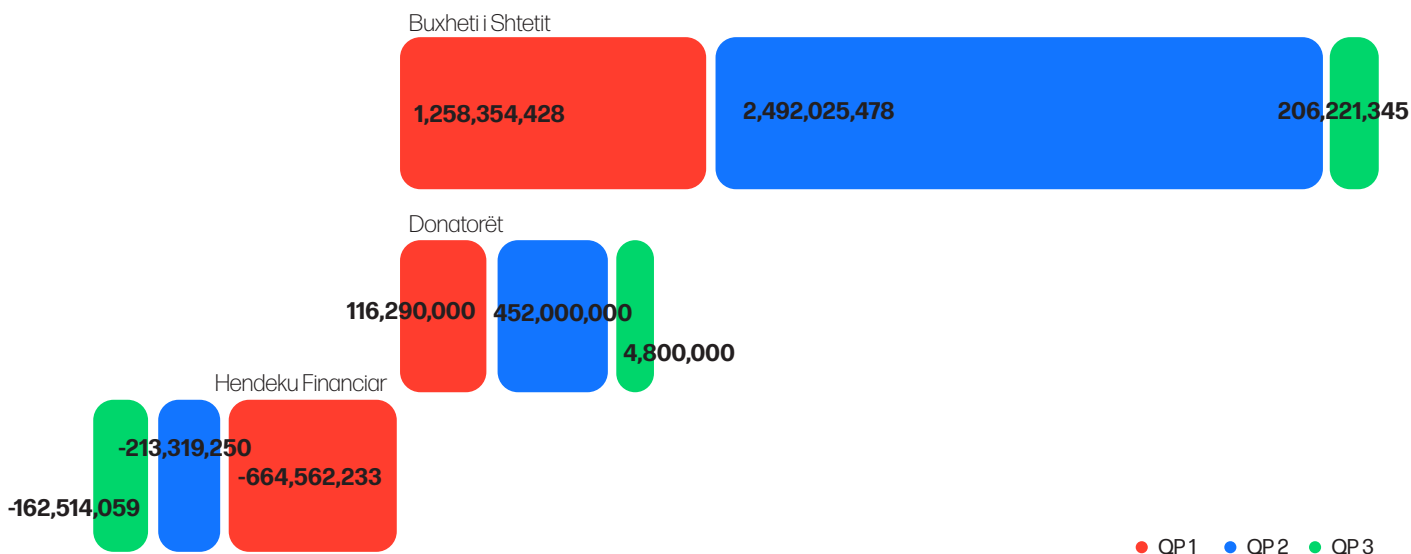 Buxheti i Shtetit
1,258,354,428
2,492,025,478
206,221,345
Donatorët
116,290,000
452,000,000
4,800,000
Hendeku Financiar
-213,319,250
-664,562,233
-162,514,059
QP 1
QP 2
QP 3